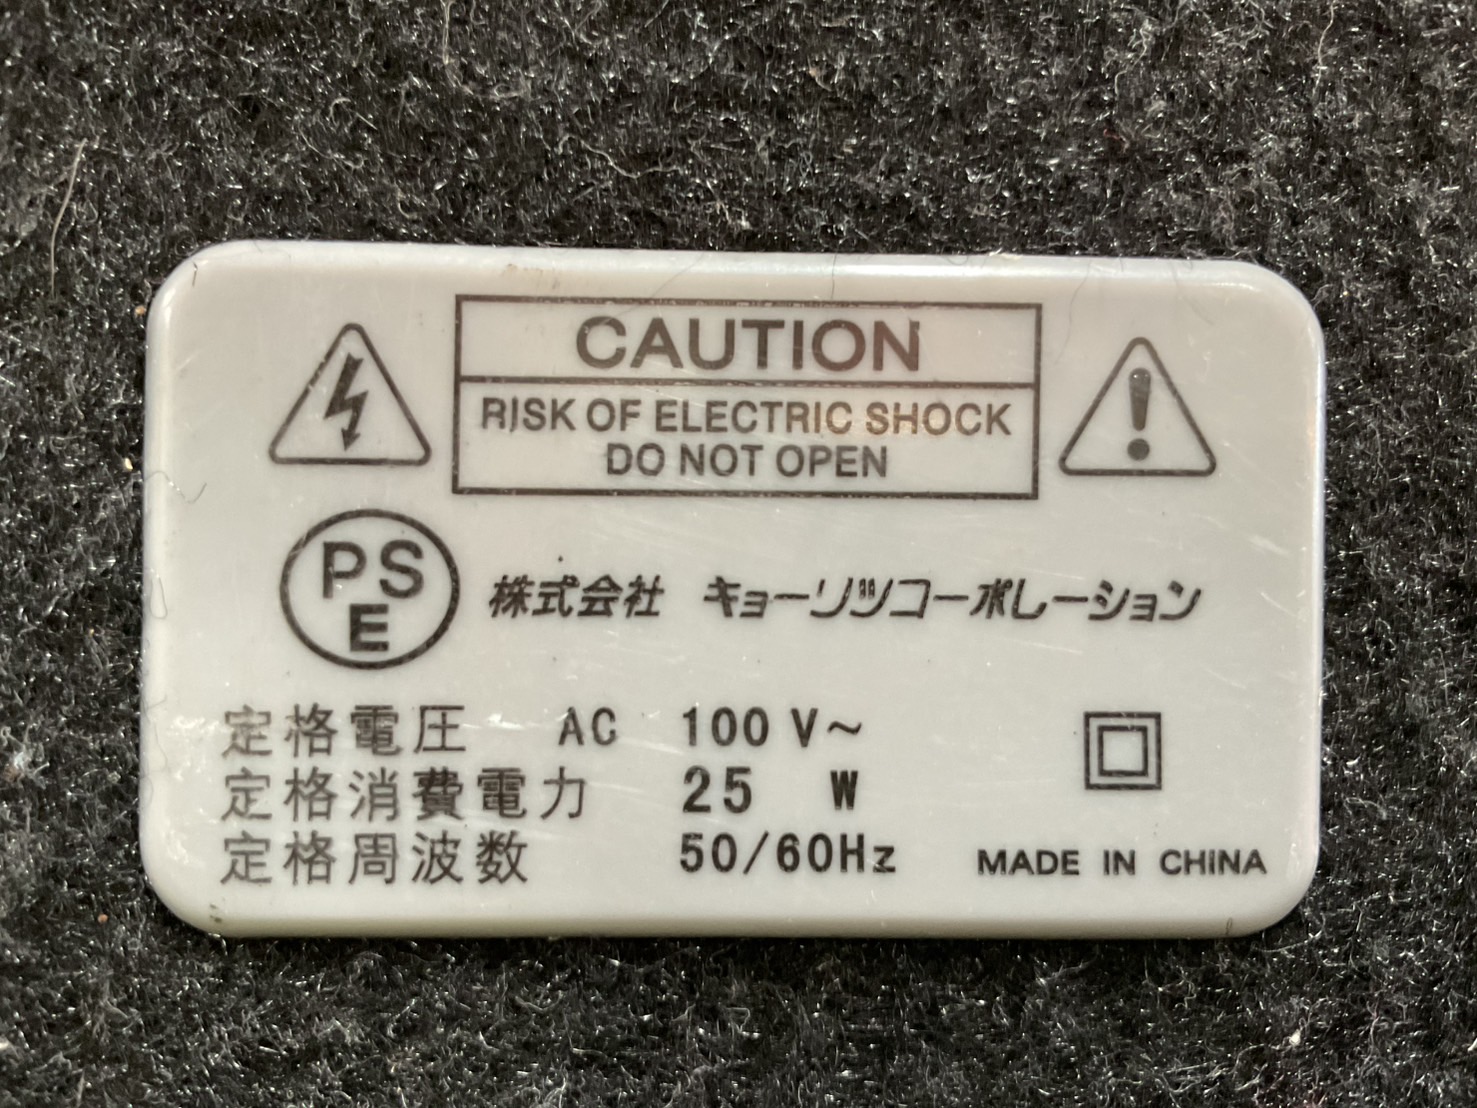 CAUTION
RISK OF ELECTRIC SHOCK
DO NOT OPEN
PS
E
株式会社 キョーリツコーポレーション
定格電圧 AC 100 V~
定格消費電力 25 W
定格周波数 50/60Hz
MADE IN CHINA